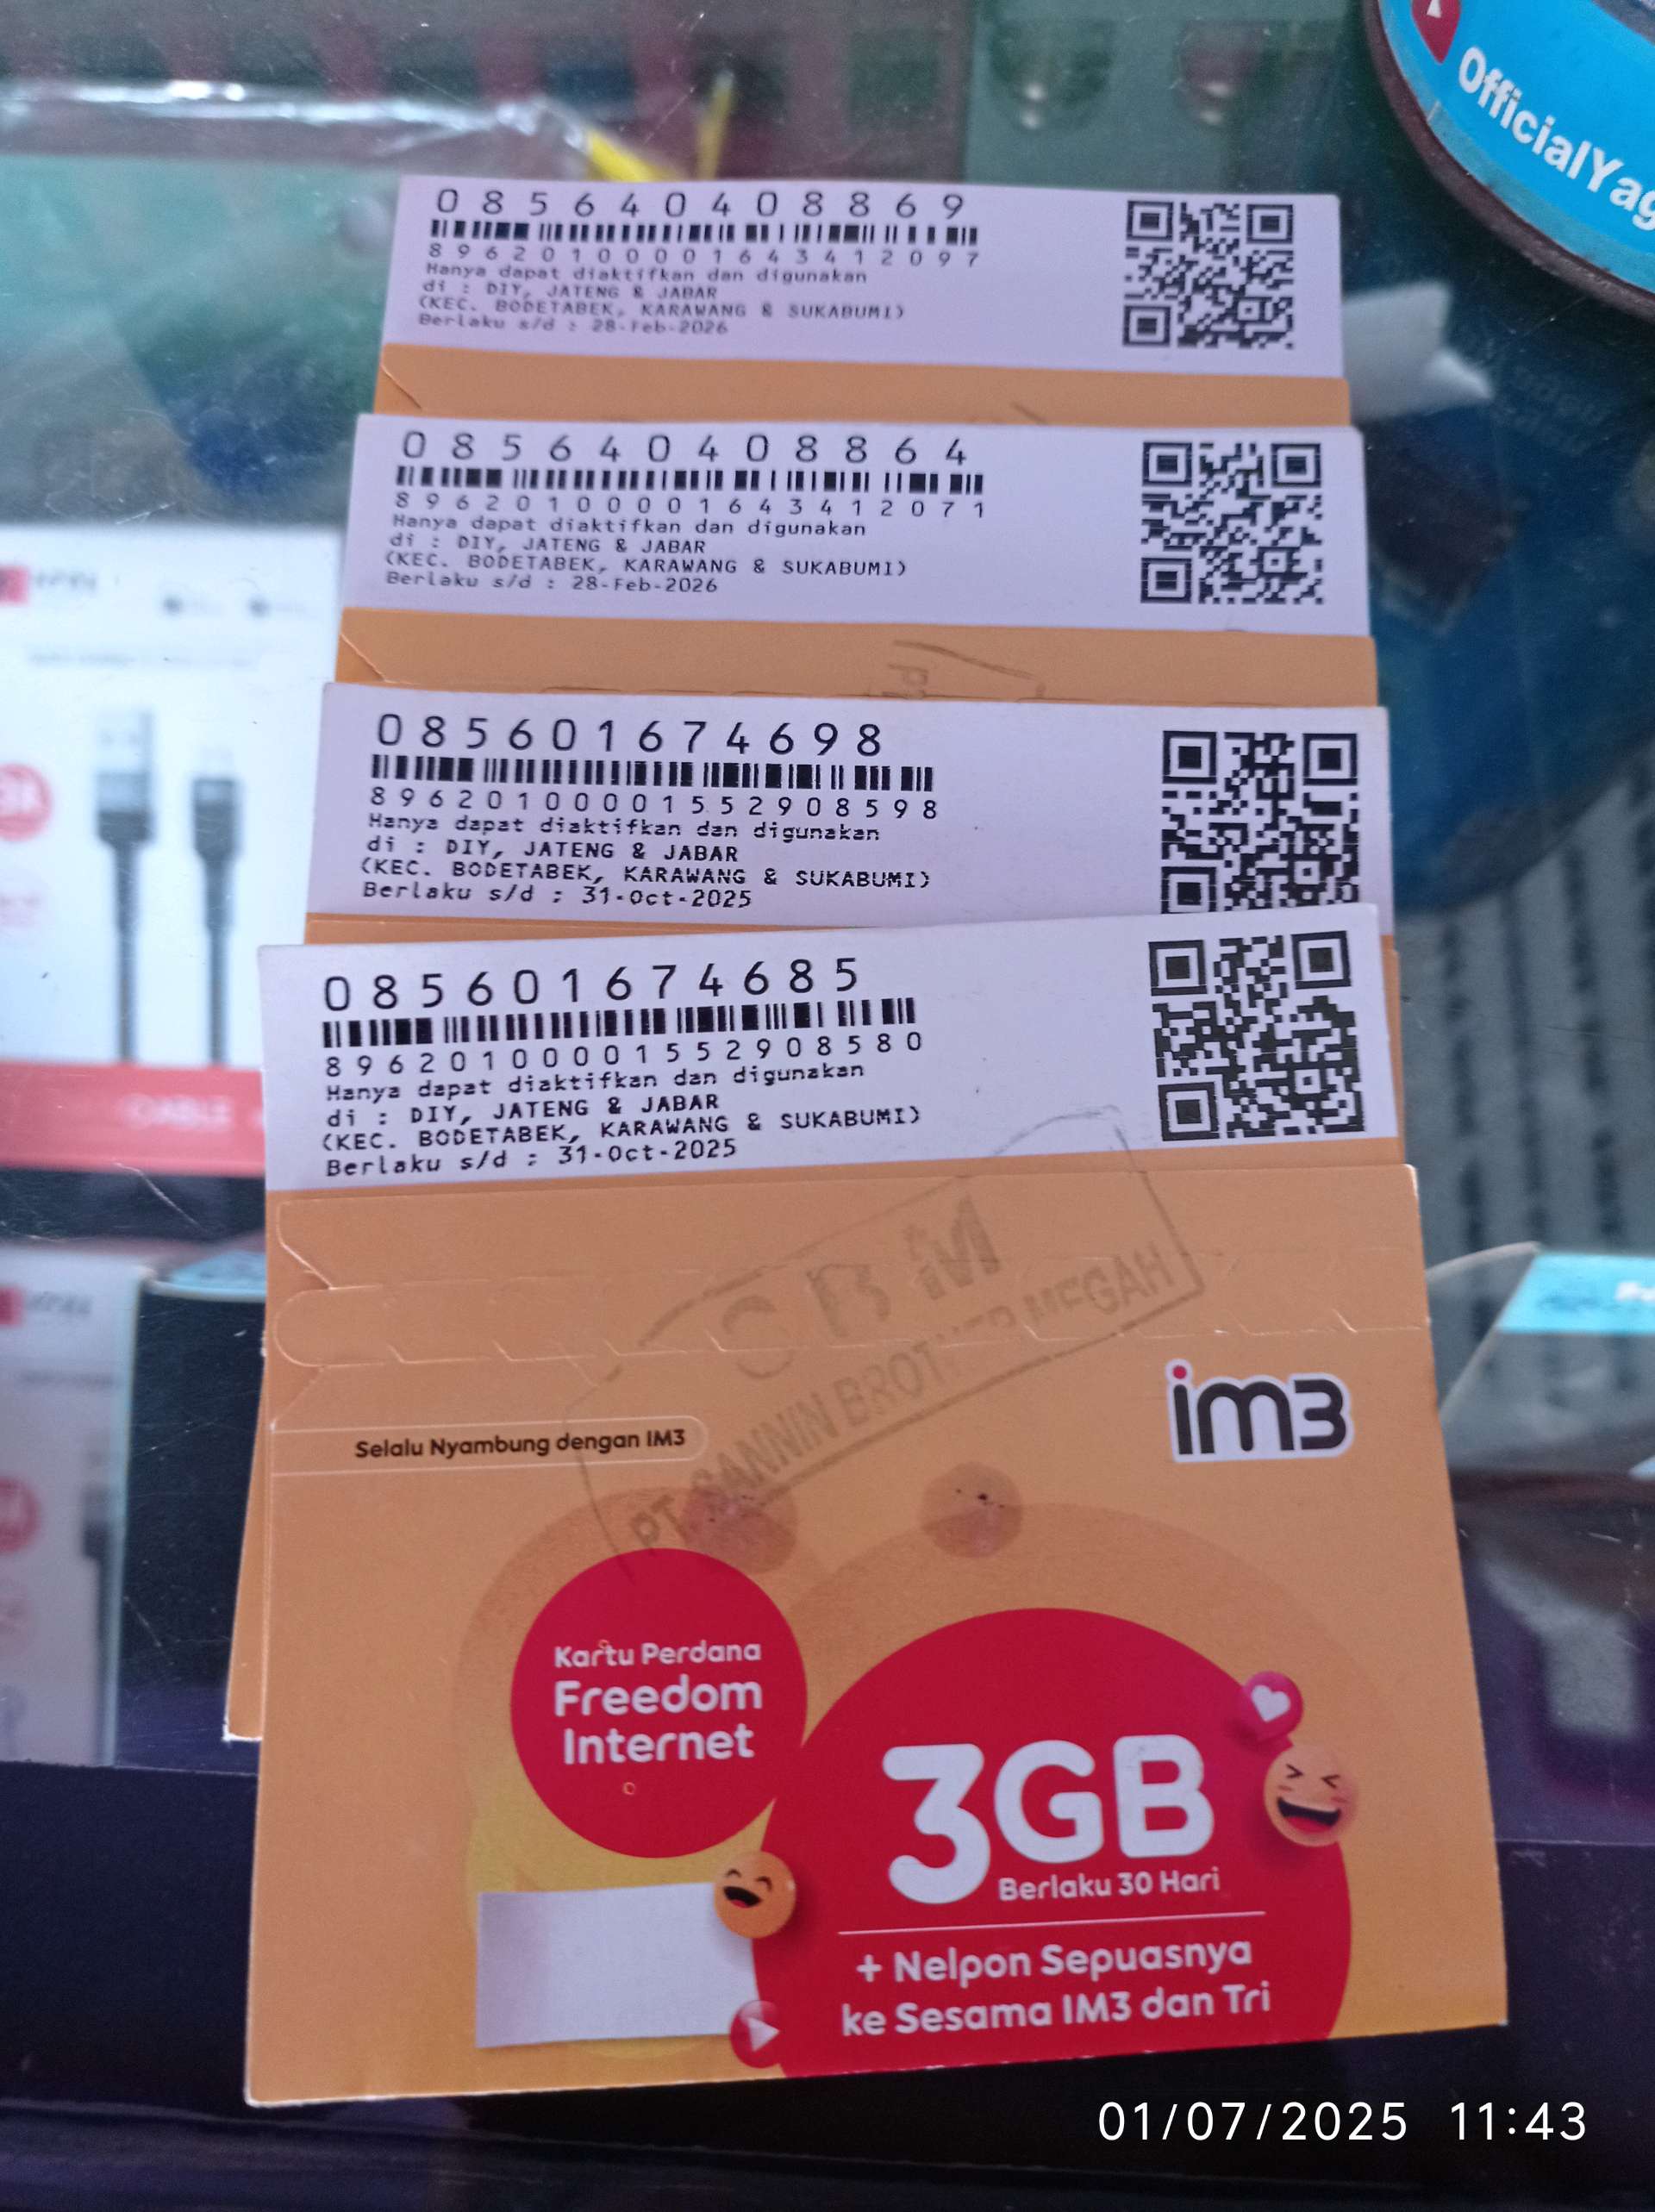 OfficialYag
085640408869
89620100001643412097
Hanya dapat diaktifkan dan digunakan
di : DIY, JATENG & JABAR
(KEC. BODETABEK, KARAWANG & SUKABUMI)
Berlaku s/d : 28-Feb-2026
085640408864
89620100001643412071
Hanya dapat diaktifkan dan digunakan
di : DIY, JATENG & JABAR
(KEC. BODETABEK, KARAWANG & SUKABUMI)
Berlaku s/d : 28-Feb-2026
085601674698
89620100001552908598
Hanya dapat diaktifkan dan digunakan
di : DIY, JATENG & JABAR
(KEC. BODETABEK, KARAWANG & SUKABUMI)
Berlaku s/d : 31-Oct-2025
085601674685
89620100001552908580
Hanya dapat diaktifkan dan digunakan
di : DIY, JATENG & JABAR
(KEC. BODETABEK, KARAWANG & SUKABUMI)
Berlaku s/d : 31-Oct-2025
PT. MEGAH
im3
Selalu Nyambung dengan IM3
Kartu Perdana
Freedom
Internet
3GB
Berlaku 30 Hari
+ Nelpon Sepuasnya
ke Sesama IM3 dan Tri
CABLE
01/07/2025 11:43